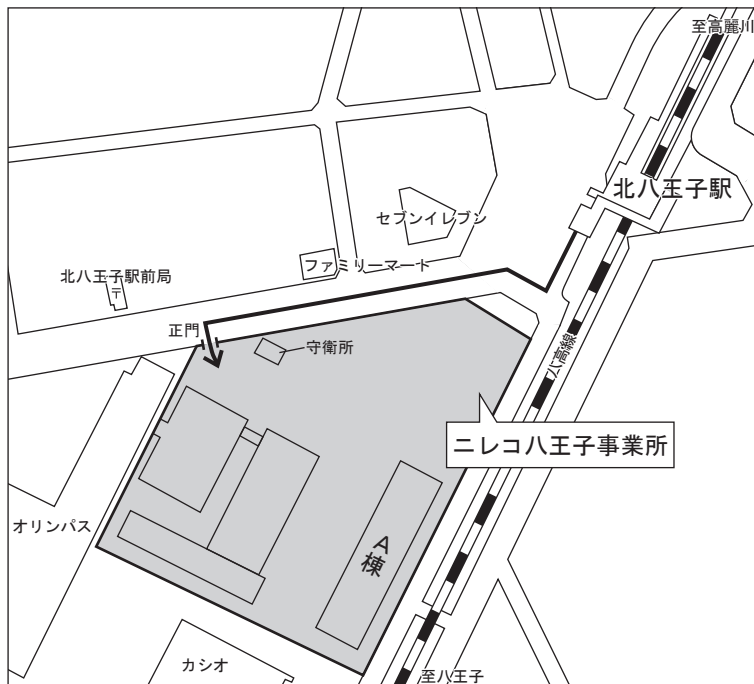 至高麗川
北八王子駅
セブンイレブン
ファミリーマート
北八王子駅前局
〒
正門
守衛所
八高線
ニレコ八王子事業所
オリンパス
A棟
カシオ
至八王子